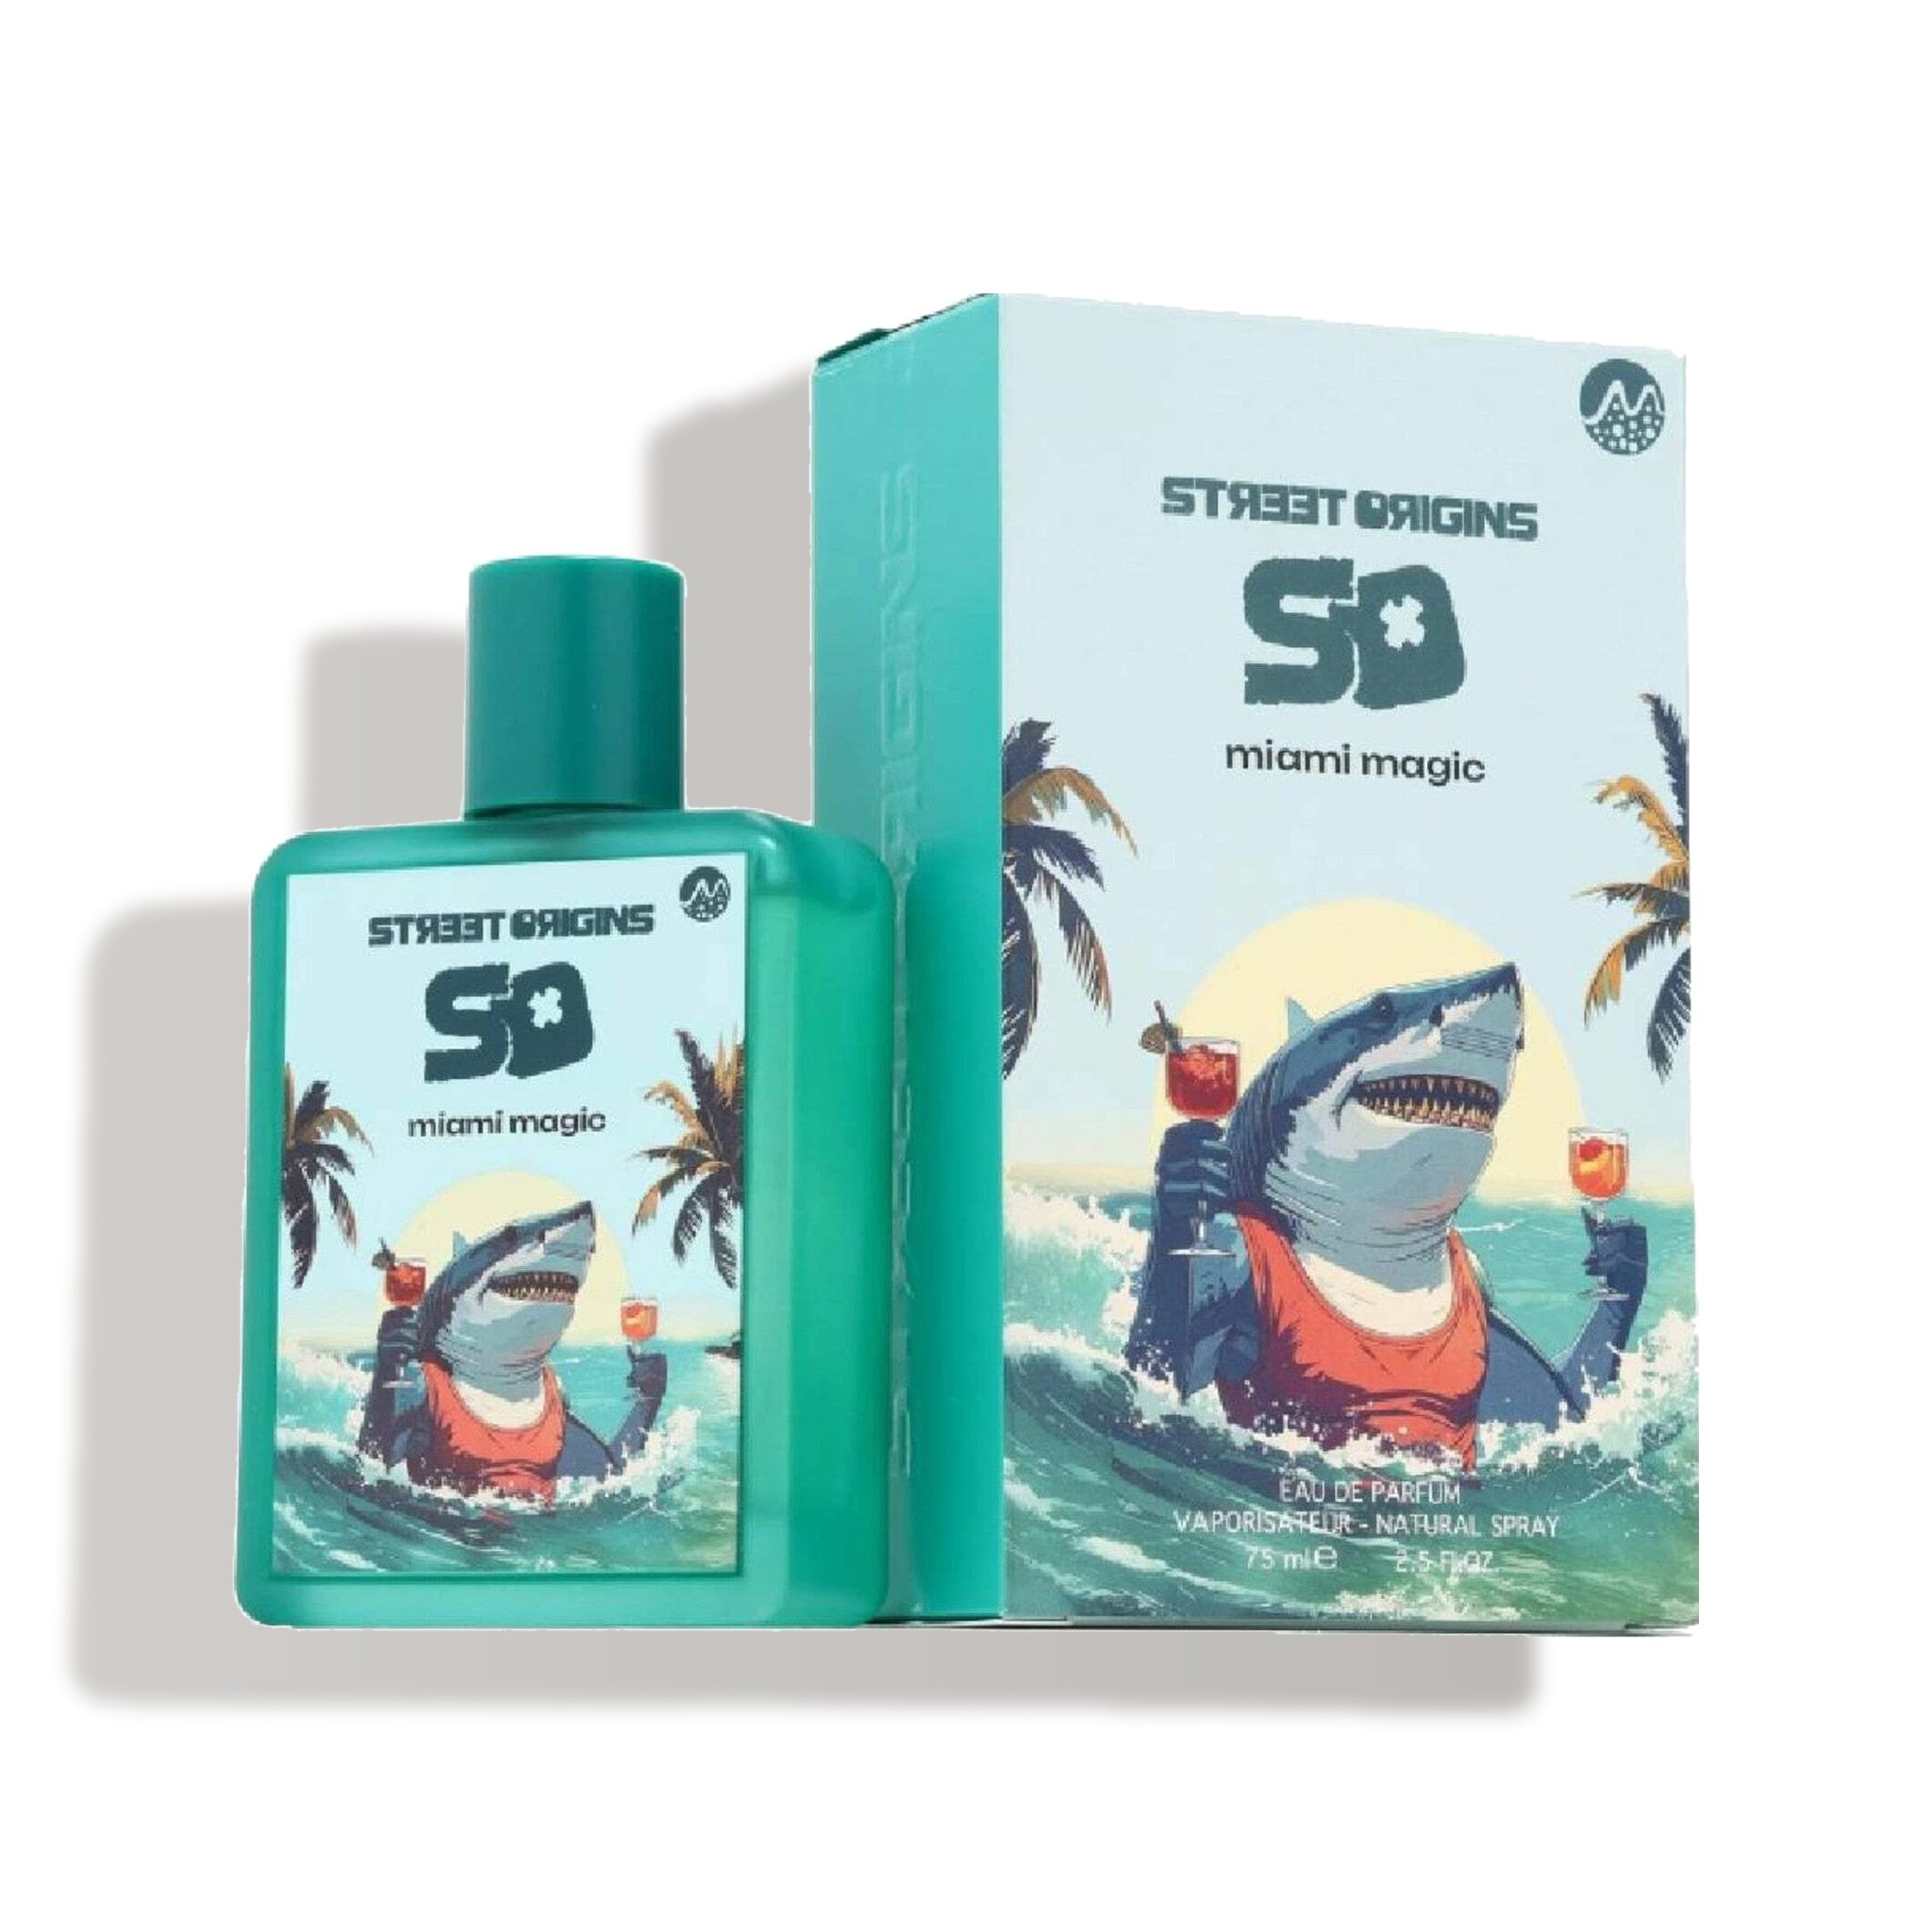 STREET ORIGINS
SO
miami magic
STREET ORIGINS
SO
miami magic
EAU DE PARFUM
VAPORISATEUR - NATURAL SPRAY
75 ml e 2.5 FL.OZ.